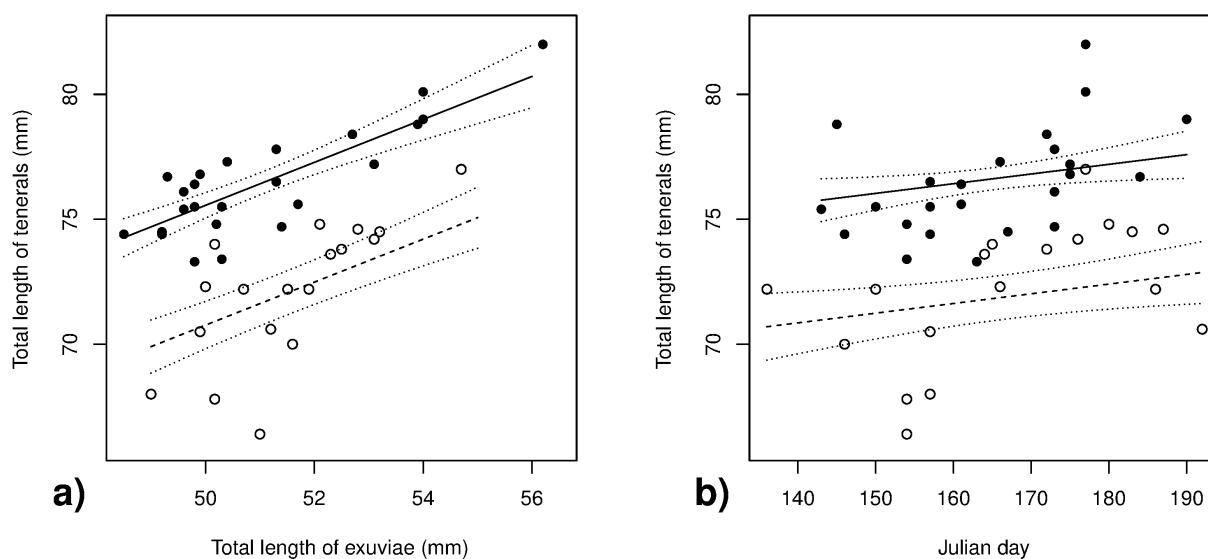 Total length of tenerals (mm)
80
75
70
50 52 54 56
a)
Total length of exuviae (mm)
Total length of tenerals (mm)
80
75
70
140 150 160 170 180 190
b)
Julian day